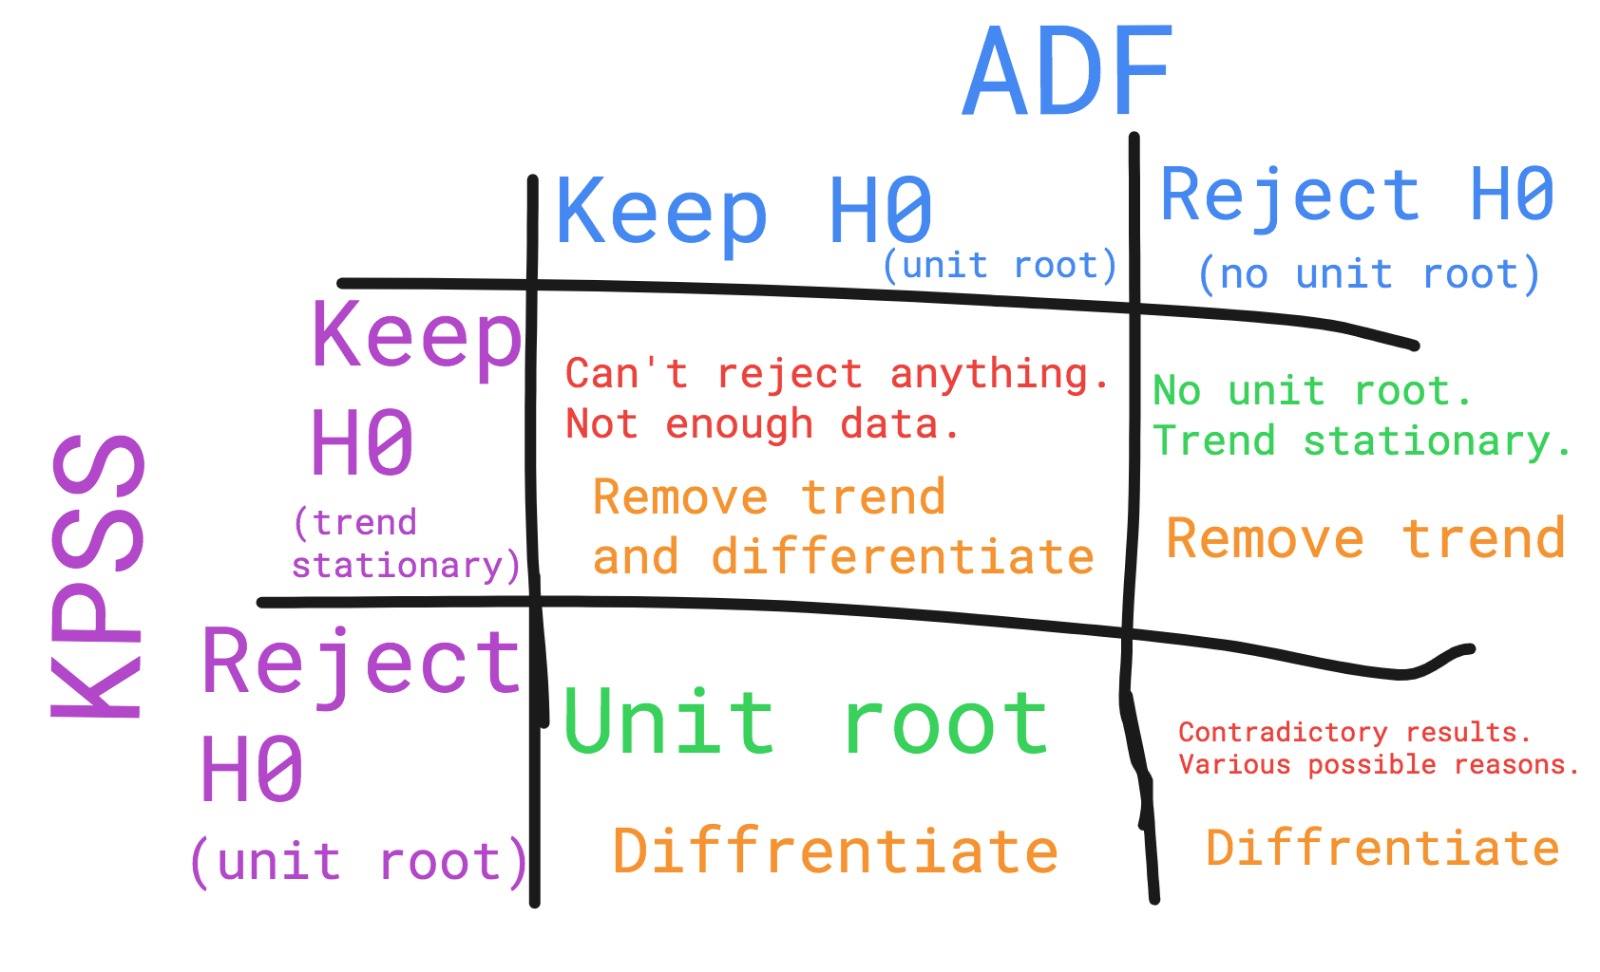 ADF
Keep H0
(unit root)
Reject H0
(no unit root)
KPSS
Keep
H0
(trend
stationary)
Can't reject anything.
Not enough data.
Remove trend
and differentiate
No unit root.
Trend stationary.
Remove trend
Reject
H0
(unit root)
Unit root
Diffrentiate
Contradictory results.
Various possible reasons.
Diffrentiate